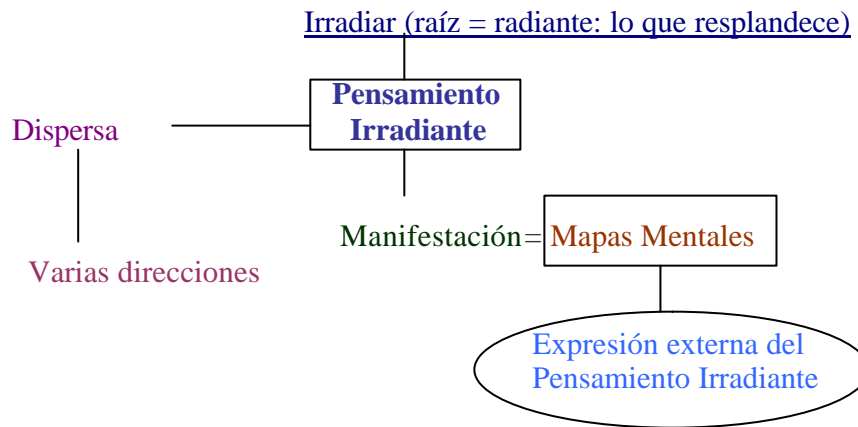 Irradiar (raíz = radiante: lo que resplandece)
Pensamiento
Irradiante
Dispersa
Manifestación= Mapas Mentales
Varias direcciones
Expresión externa del
Pensamiento Irradiante